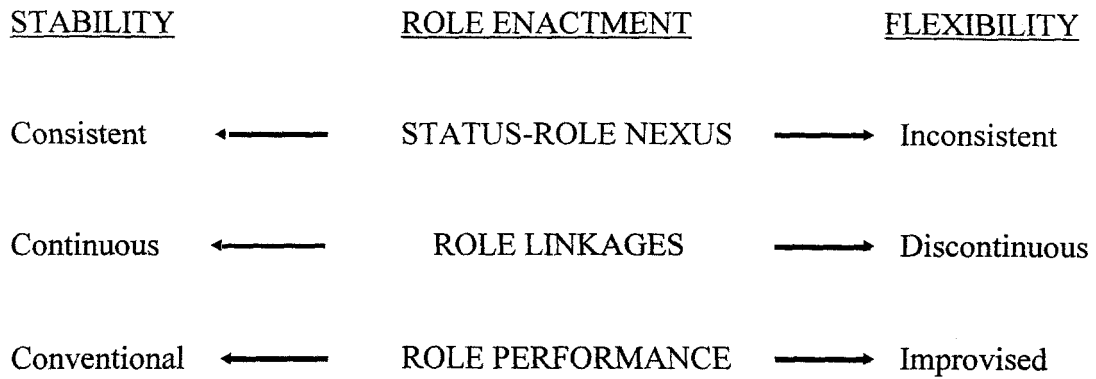 STABILITY ROLE ENACTMENT FLEXIBILITY
Consistent STATUS-ROLE NEXUS Inconsistent
Continuous ROLE LINKAGES Discontinuous
Conventional ROLE PERFORMANCE Improvised